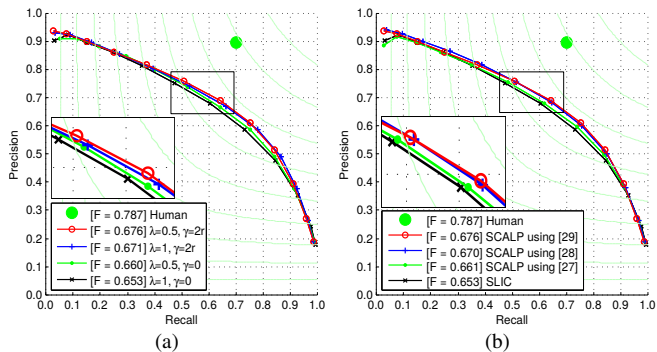 1.0
0.9
0.8
0.7
0.6
0.5
0.4
0.3
0.2
0.1
0.0
Precision
[F = 0.787] Human
[F = 0.676] λ=0.5, γ=2r
[F = 0.671] λ=1, γ=2r
[F = 0.660] λ=0.5, γ=0
[F = 0.653] λ=1, γ=0
0.0 0.1 0.2 0.3 0.4 0.5 0.6 0.7 0.8 0.9 1.0
Recall
(a)
1.0
0.9
0.8
0.7
0.6
0.5
0.4
0.3
0.2
0.1
0.0
Precision
[F = 0.787] Human
[F = 0.676] SCALP using [29]
[F = 0.670] SCALP using [28]
[F = 0.661] SCALP using [27]
[F = 0.653] SLIC
0.0 0.1 0.2 0.3 0.4 0.5 0.6 0.7 0.8 0.9 1.0
Recall
(b)